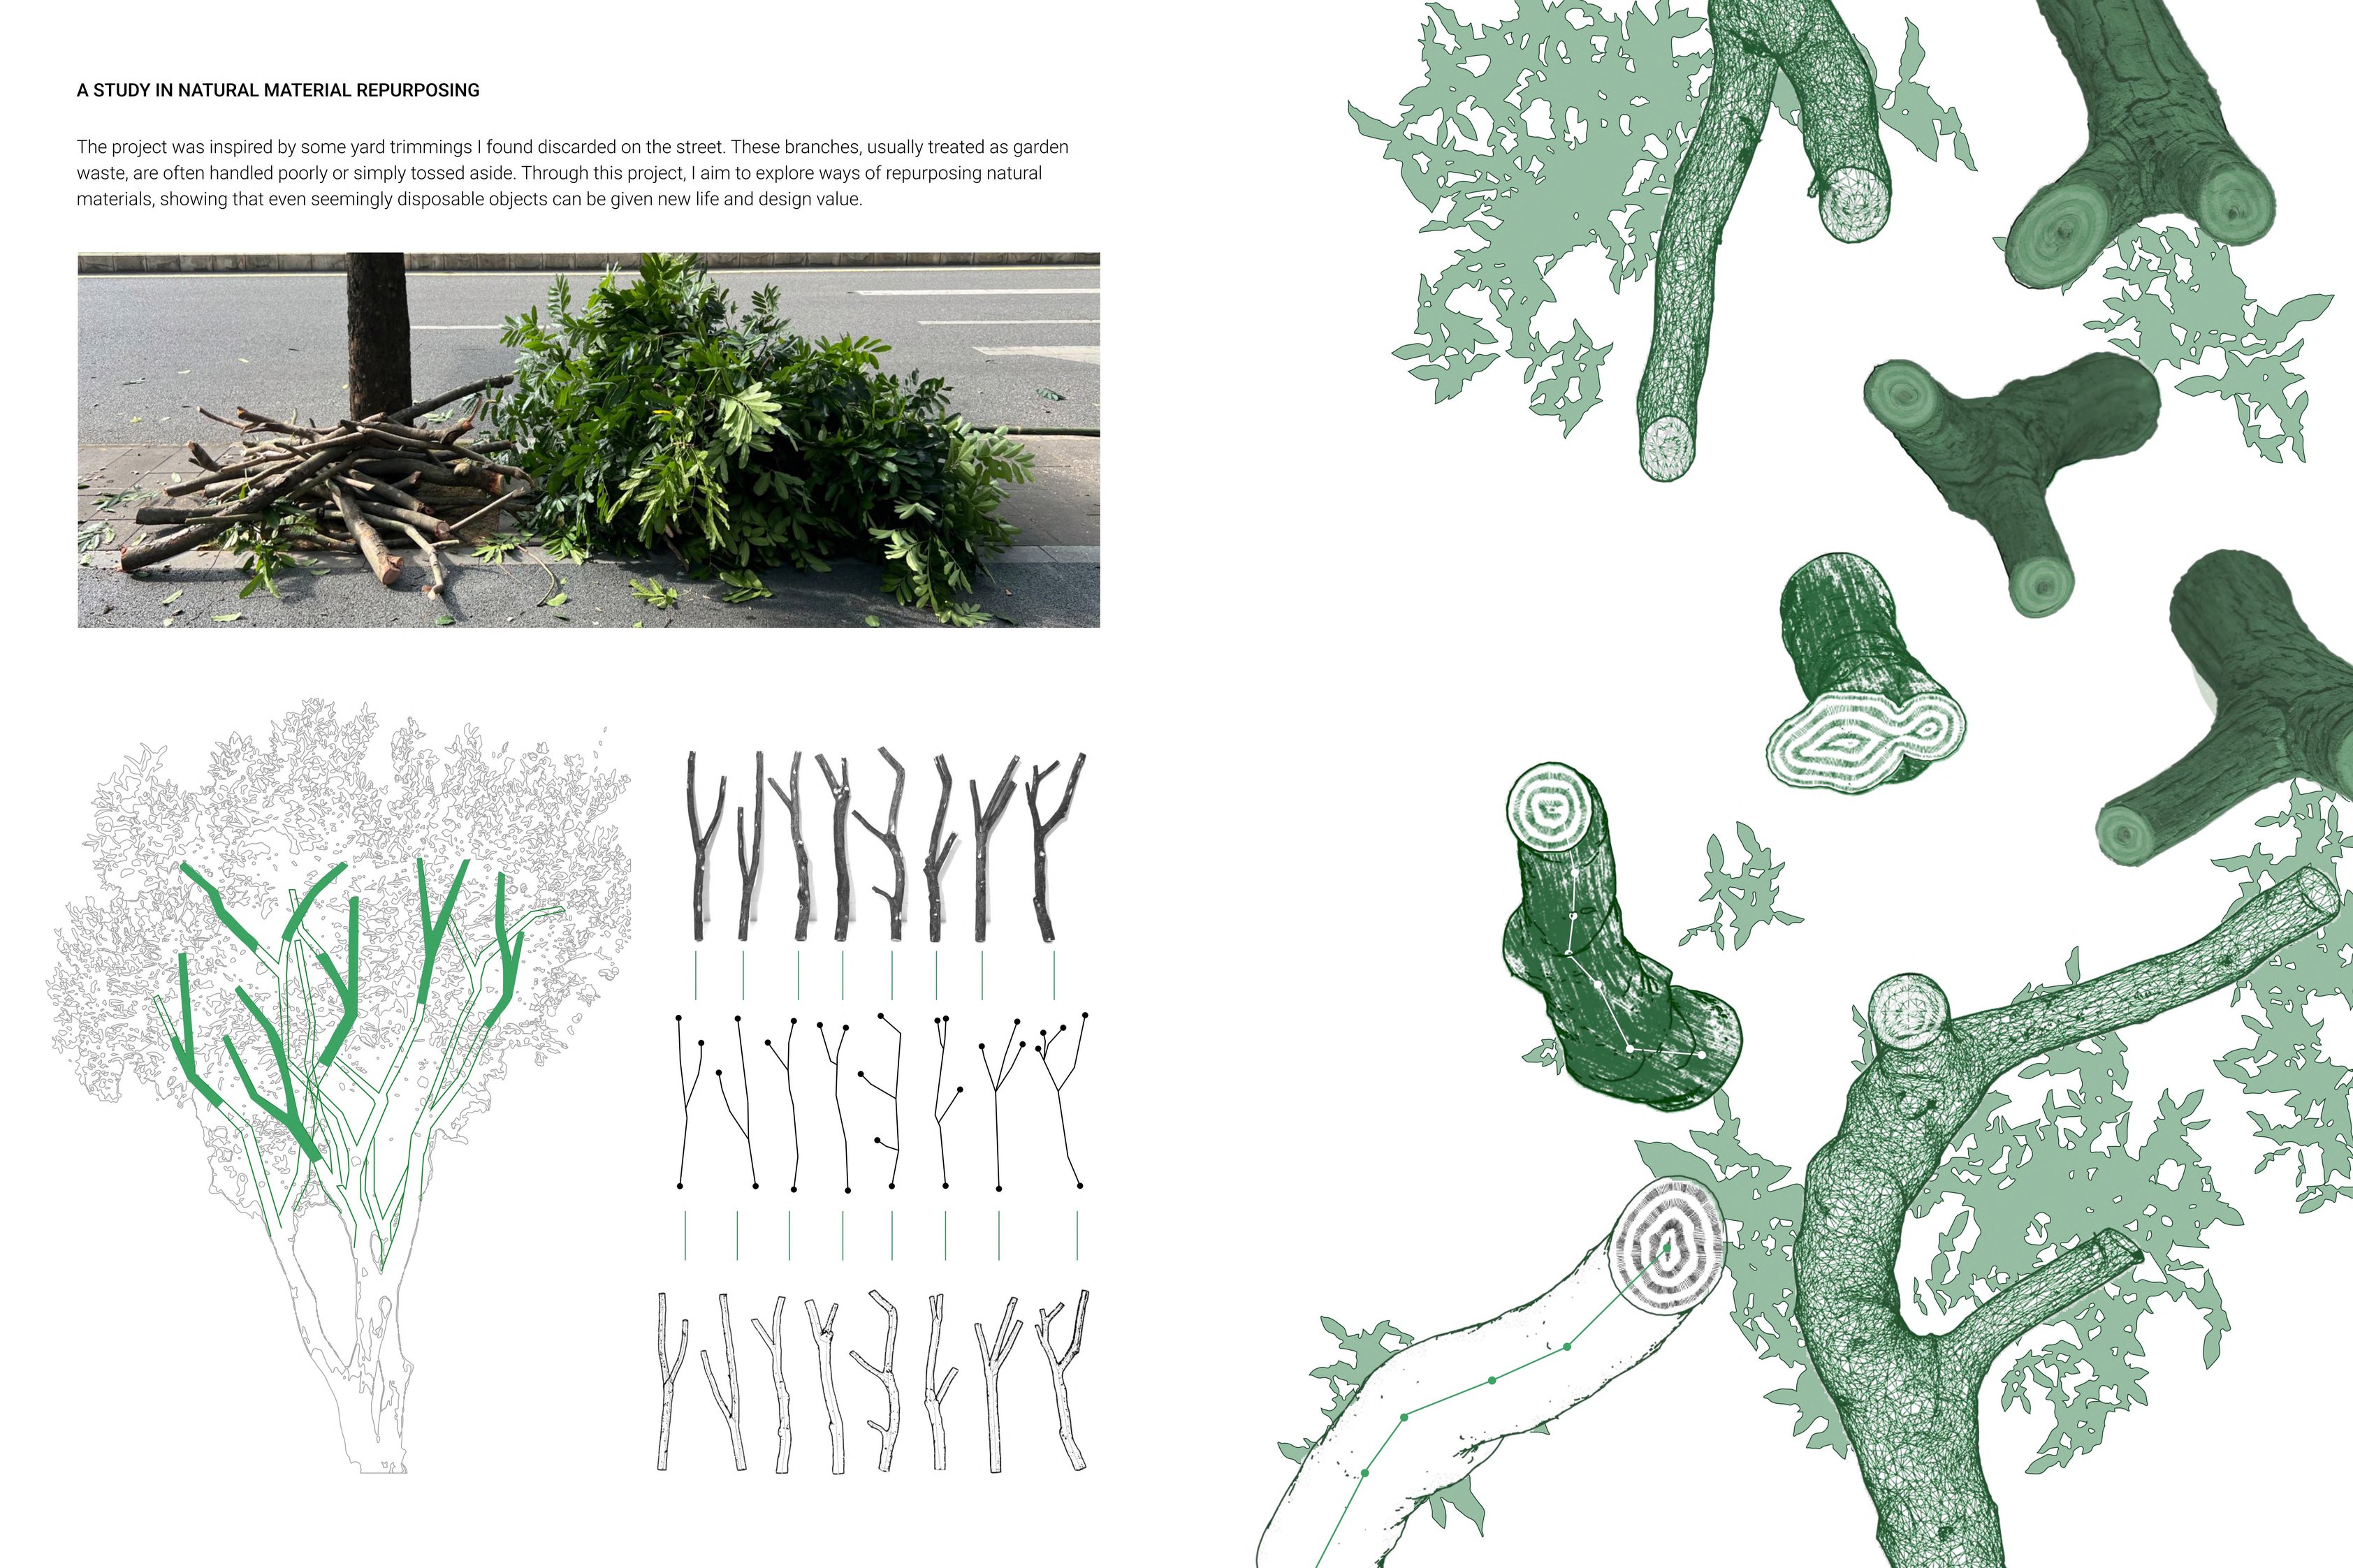 A STUDY IN NATURAL MATERIAL REPURPOSING
The project was inspired by some yard trimmings I found discarded on the street. These branches, usually treated as garden
waste, are often handled poorly or simply tossed aside. Through this project, I aim to explore ways of repurposing natural
materials, showing that even seemingly disposable objects can be given new life and design value.